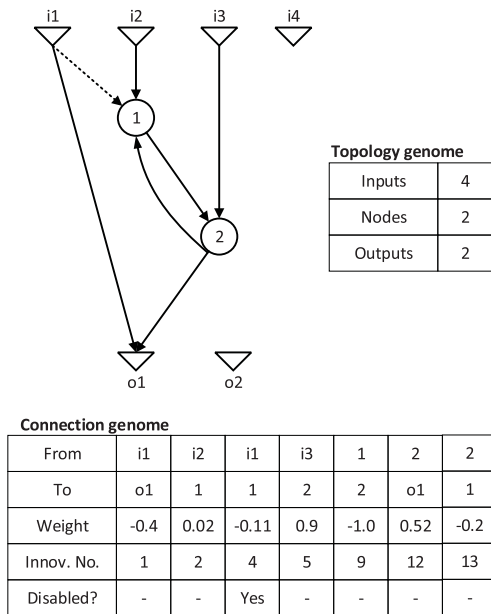 i1 i2 i3 i4
1
2
o1 o2
Topology genome
Inputs 4
Nodes 2
Outputs 2
Connection genome
From i1 i2 i1 i3 1 2 2
To o1 1 1 2 2 o1 1
Weight -0.4 0.02 -0.11 0.9 -1.0 0.52 -0.2
Innov. No. 1 2 4 5 9 12 13
Disabled? - - Yes - - - -